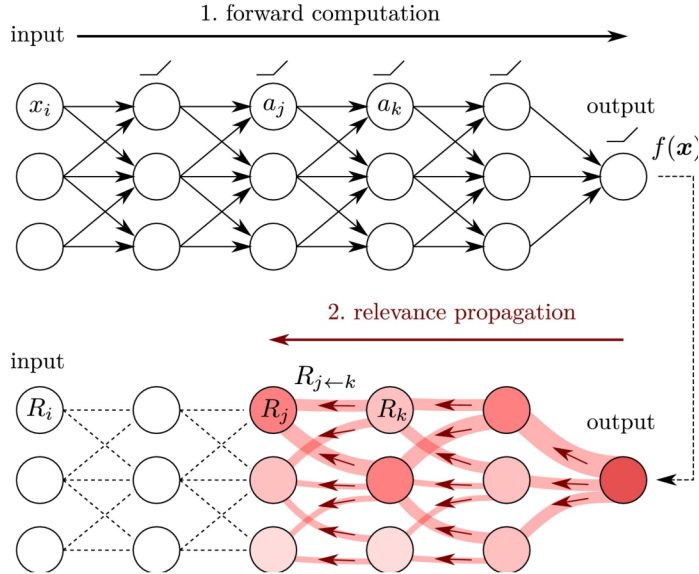 1. forward computation
input
x_i
a_j
a_k
output
f(x)
2. relevance propagation
input
R_{j←k}
R_i
R_j
R_k
output